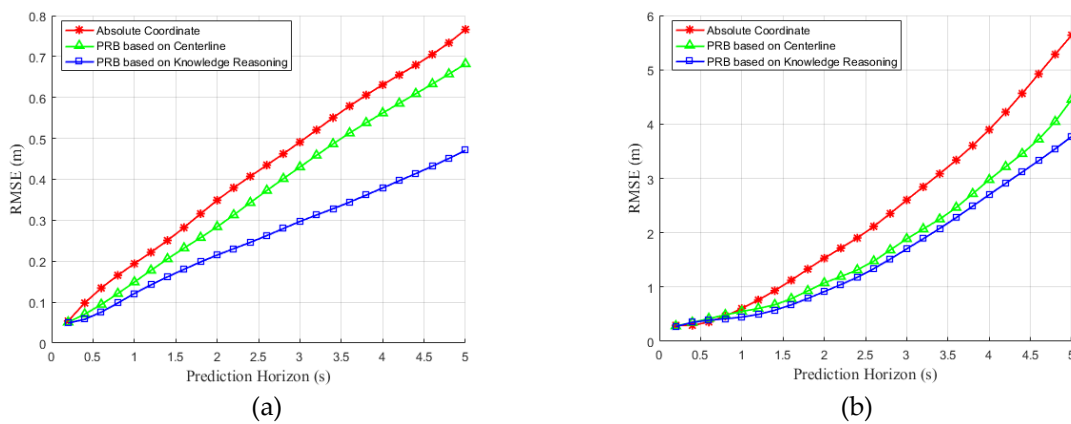 0.8
0.7
0.6
0.5
0.4
0.3
0.2
0.1
0
RMSE (m)
Absolute Coordinate
PRB based on Centerline
PRB based on Knowledge Reasoning
0.5 1 1.5 2 2.5 3 3.5 4 4.5 5
Prediction Horizon (s)
(a)
6
5
4
3
2
1
0
RMSE (m)
Absolute Coordinate
PRB based on Centerline
PRB based on Knowledge Reasoning
0 0.5 1.0 1.5 2.0 2.5 3 3.5 4 4.5 5
Prediction Horizon (s)
(b)